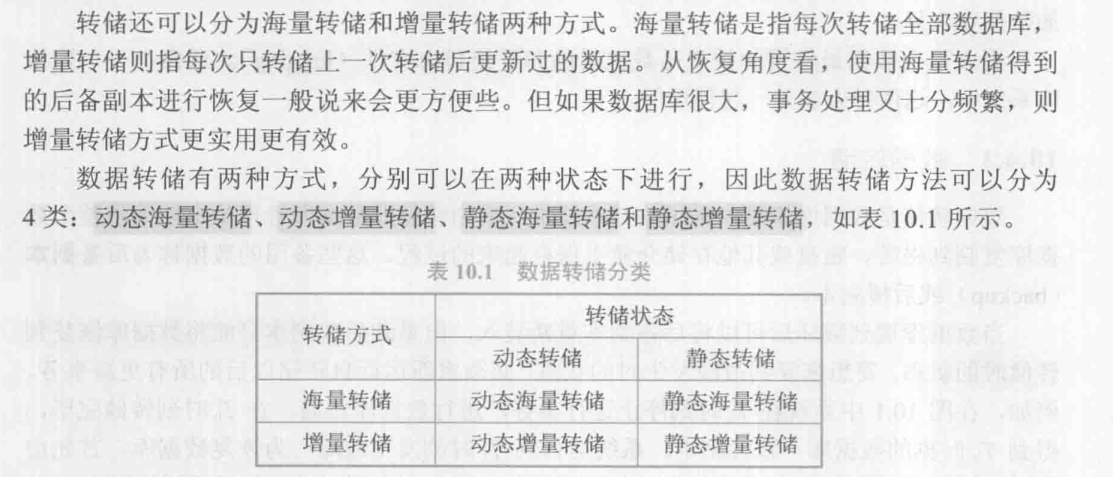 转储还可以分为海量转储和增量转储两种方式。海量转储是指每次转储全部数据库，
增量转储则指每次只转储上一次转储后更新过的数据。从恢复角度看，使用海量转储得到
的后备副本进行恢复一般说来会更方便些。但如果数据库很大，事务处理又十分频繁，则
增量转储方式更实用更有效。
数据转储有两种方式，分别可以在两种状态下进行，因此数据转储方法可以分为
4类：动态海量转储、动态增量转储、静态海量转储和静态增量转储，如表10.1所示。
表 10.1 数据转储分类
转储方式 转储状态
动态转储 静态转储
海量转储 动态海量转储 静态海量转储
增量转储 动态增量转储 静态增量转储